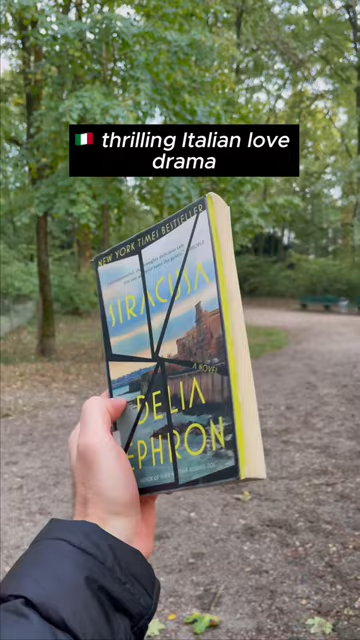 🇮🇹 thrilling Italian love
drama
NEW YORK TIMES BESTSELLER
SIRACUSA
A NOVEL
DELIA
EPHRON